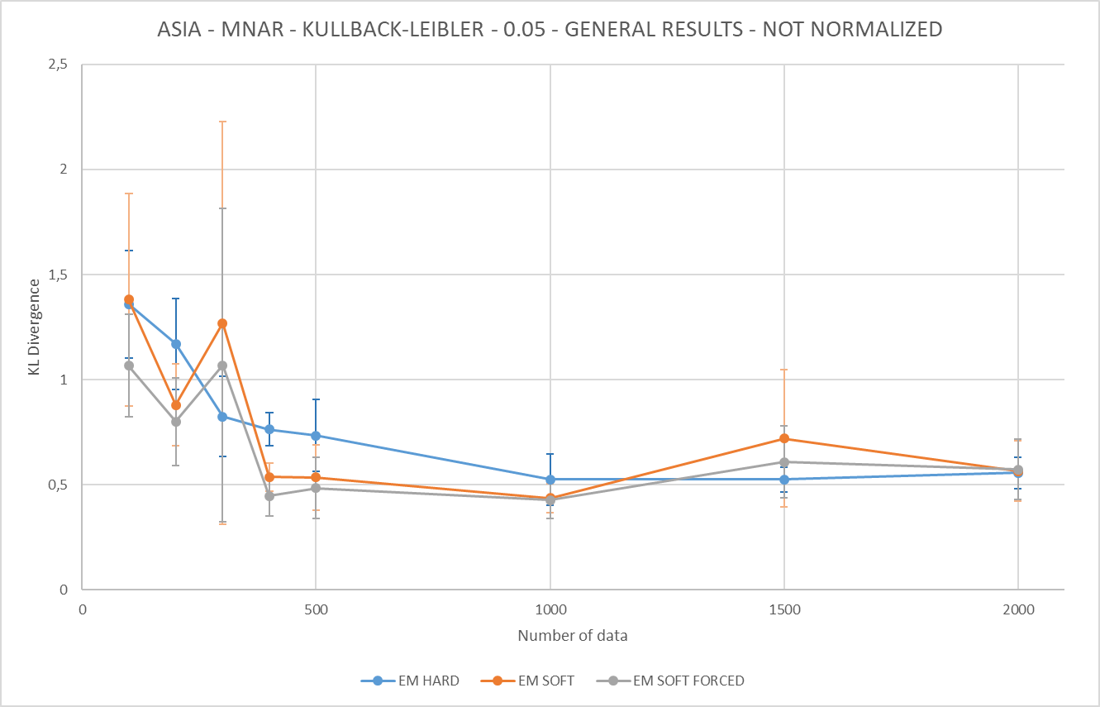 ASIA - MNAR - KULLBACK-LEIBLER - 0.05 - GENERAL RESULTS - NOT NORMALIZED
2,5
2
1,5
1
0,5
0
KL Divergence
0 500 1000 1500 2000
Number of data
EM HARD EM SOFT EM SOFT FORCED